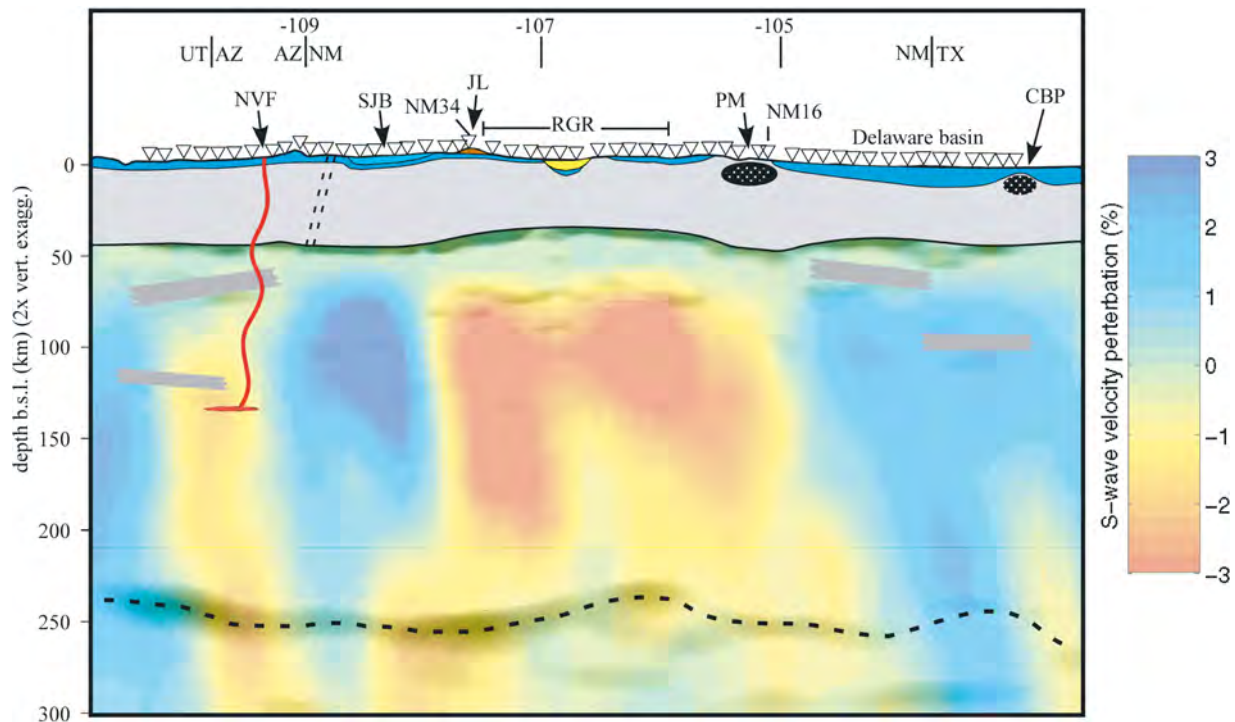 -109 -107 -105
UT AZ AZ NM NM TX
NVF SJB NM34 JL RGR PM NM16 Delaware basin CBP
0
50
100
150
200
250
300
depth b.s.l. (km) (2x vert. exagg.)
3
2
1
0
-1
-2
-3
S-wave velocity perterbation (%)